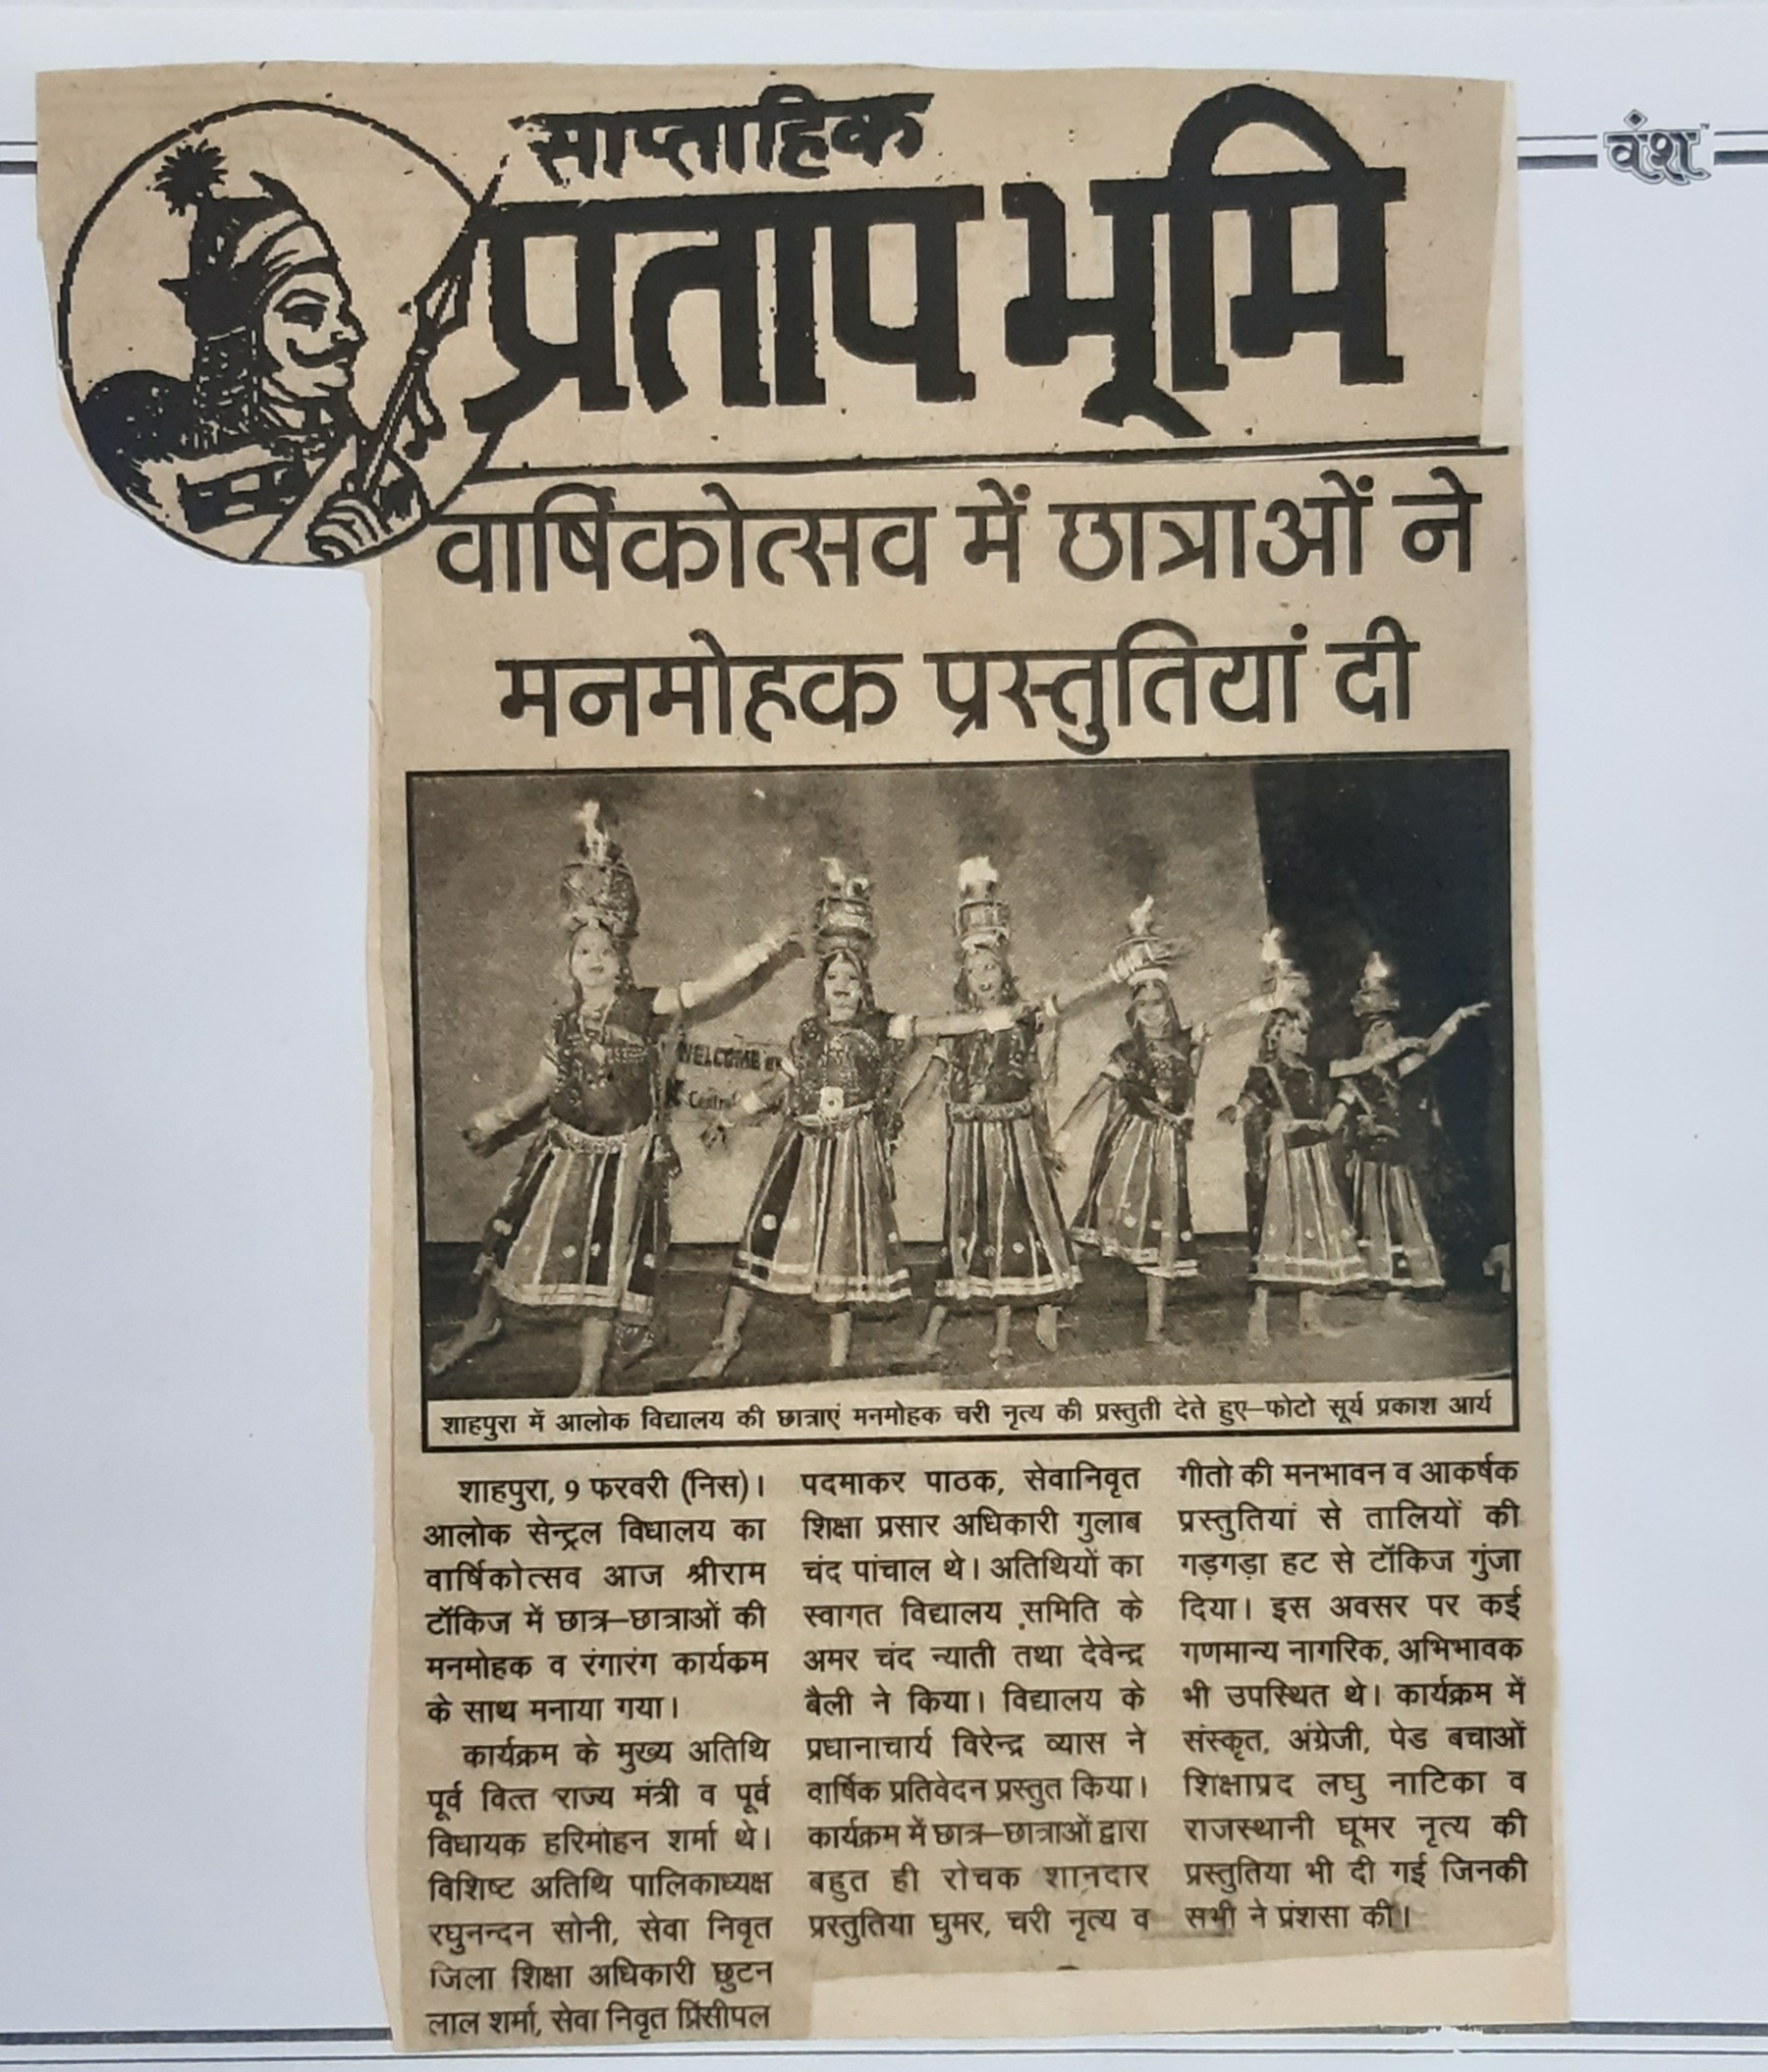 साप्ताहिक
प्रताप भूमि
वंश
वार्षिकोत्सव में छात्राओं ने
मनमोहक प्रस्तुतियां दी
WELCOME
Central
शाहपुरा में आलोक विद्यालय की छात्राएं मनमोहक चरी नृत्य की प्रस्तुती देते हुए–फोटो सूर्य प्रकाश आर्य
शाहपुरा, 9 फरवरी (निस)।
आलोक सेन्ट्रल विधालय का
वार्षिकोत्सव आज श्रीराम
टॉकिज में छात्र–छात्राओं की
मनमोहक व रंगारंग कार्यकम
के साथ मनाया गया।
कार्यक्रम के मुख्य अतिथि
पूर्व वित्त राज्य मंत्री व पूर्व
विधायक हरिमोहन शर्मा थे।
विशिष्ट अतिथि पालिकाध्यक्ष
रघुनन्दन सोनी, सेवा निवृत
जिला शिक्षा अधिकारी छुटन
लाल शर्मा, सेवा निवृत प्रिंसीपल
पदमाकर पाठक, सेवानिवृत
शिक्षा प्रसार अधिकारी गुलाब
चंद पांचाल थे। अतिथियों का
स्वागत विद्यालय समिति के
अमर चंद न्याती तथा देवेन्द्र
बैली ने किया। विद्यालय के
प्रधानाचार्य विरेन्द्र व्यास ने
वार्षिक प्रतिवेदन प्रस्तुत किया।
कार्यक्रम में छात्र–छात्राओं द्वारा
बहुत ही रोचक शानदार
प्रस्तुतिया घुमर, चरी नृत्य व
गीतो की मनभावन व आकर्षक
प्रस्तुतियां से तालियों की
गड़गड़ा हट से टॉकिज गुंजा
दिया। इस अवसर पर कई
गणमान्य नागरिक, अभिभावक
भी उपस्थित थे। कार्यक्रम में
संस्कृत, अंग्रेजी, पेड बचाओं
शिक्षाप्रद लघु नाटिका व
राजस्थानी घूमर नृत्य की
प्रस्तुतिया भी दी गई जिनकी
सभी ने प्रंशसा की।